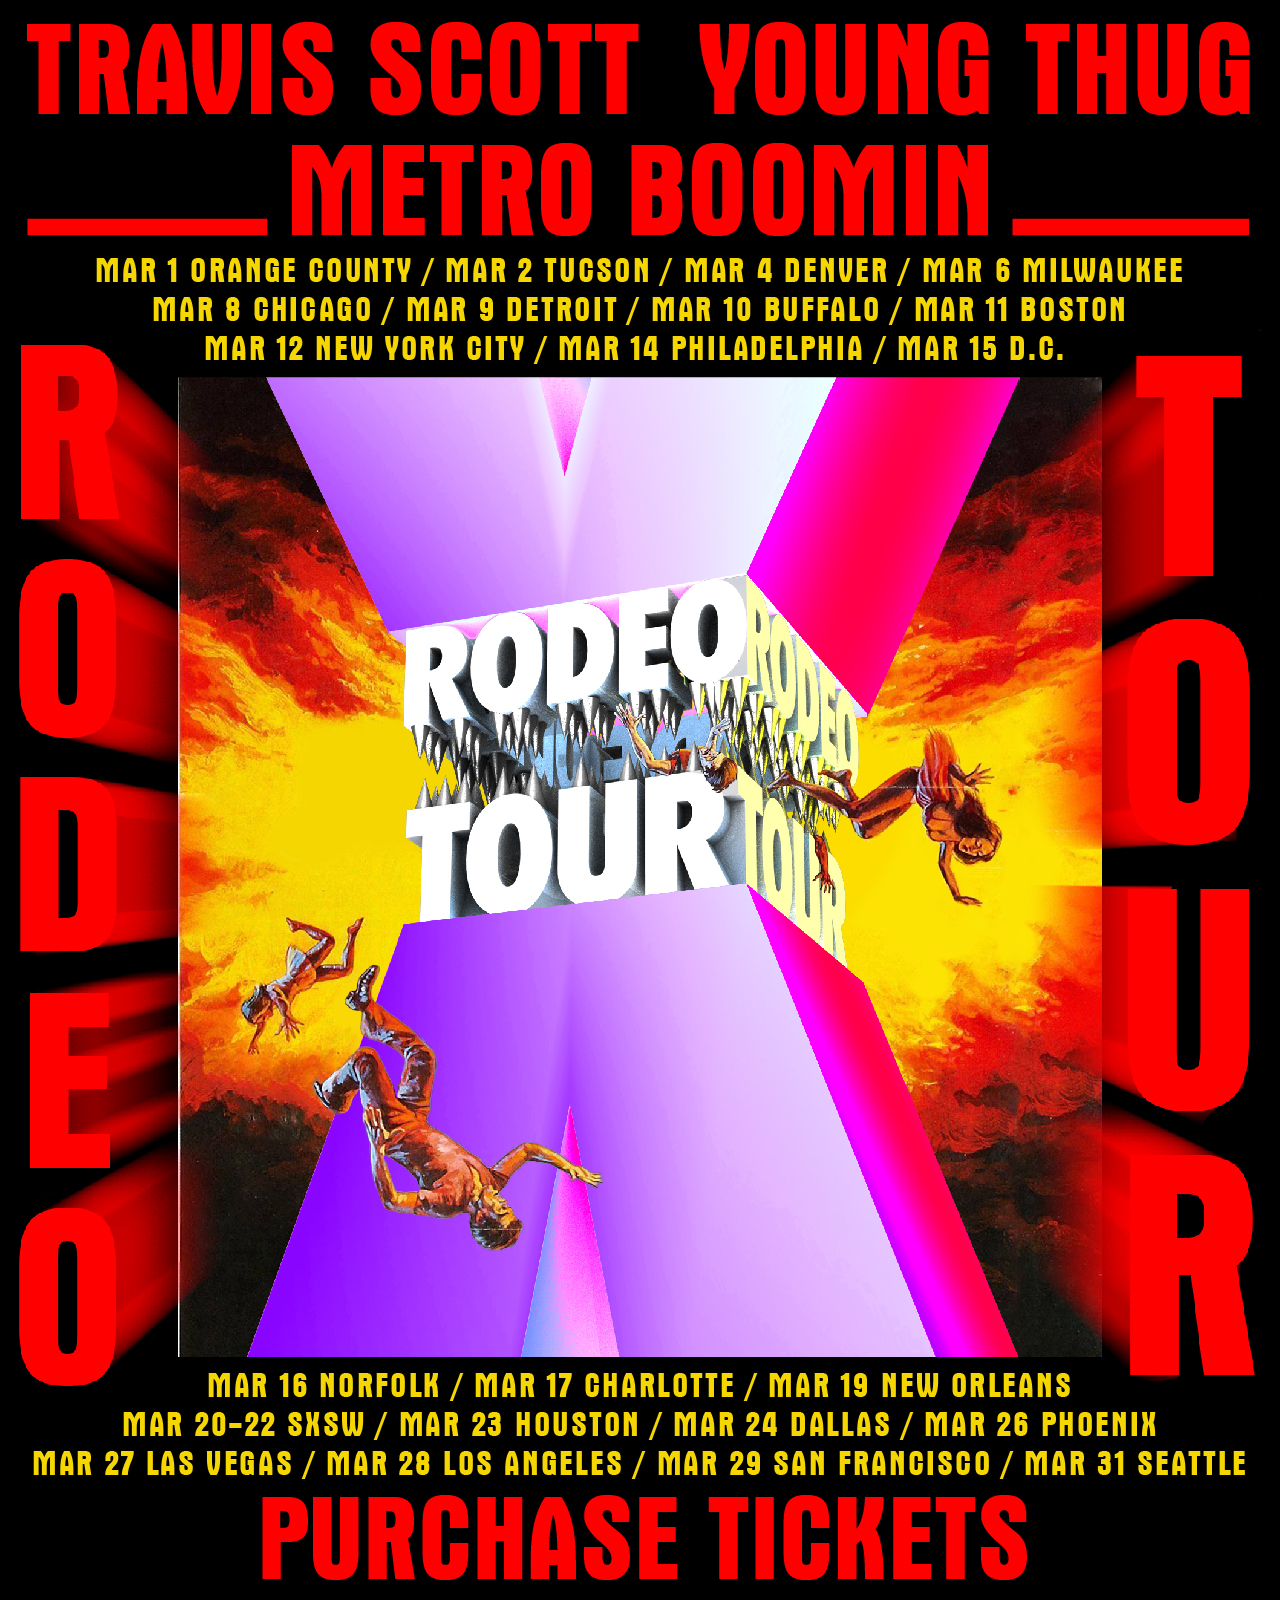 TRAVIS SCOTT YOUNG THUG
METRO BOOMIN
MAR 1 ORANGE COUNTY / MAR 2 TUCSON / MAR 4 DENVER / MAR 6 MILWAUKEE
MAR 8 CHICAGO / MAR 9 DETROIT / MAR 10 BUFFALO / MAR 11 BOSTON
MAR 12 NEW YORK CITY / MAR 14 PHILADELPHIA / MAR 15 D.C.
RODEO
TOUR
RODEO
RODEO
TOUR
TOUR
MAR 16 NORFOLK / MAR 17 CHARLOTTE / MAR 19 NEW ORLEANS
MAR 20-22 SXSW / MAR 23 HOUSTON / MAR 24 DALLAS / MAR 26 PHOENIX
MAR 27 LAS VEGAS / MAR 28 LOS ANGELES / MAR 29 SAN FRANCISCO / MAR 31 SEATTLE
PURCHASE TICKETS